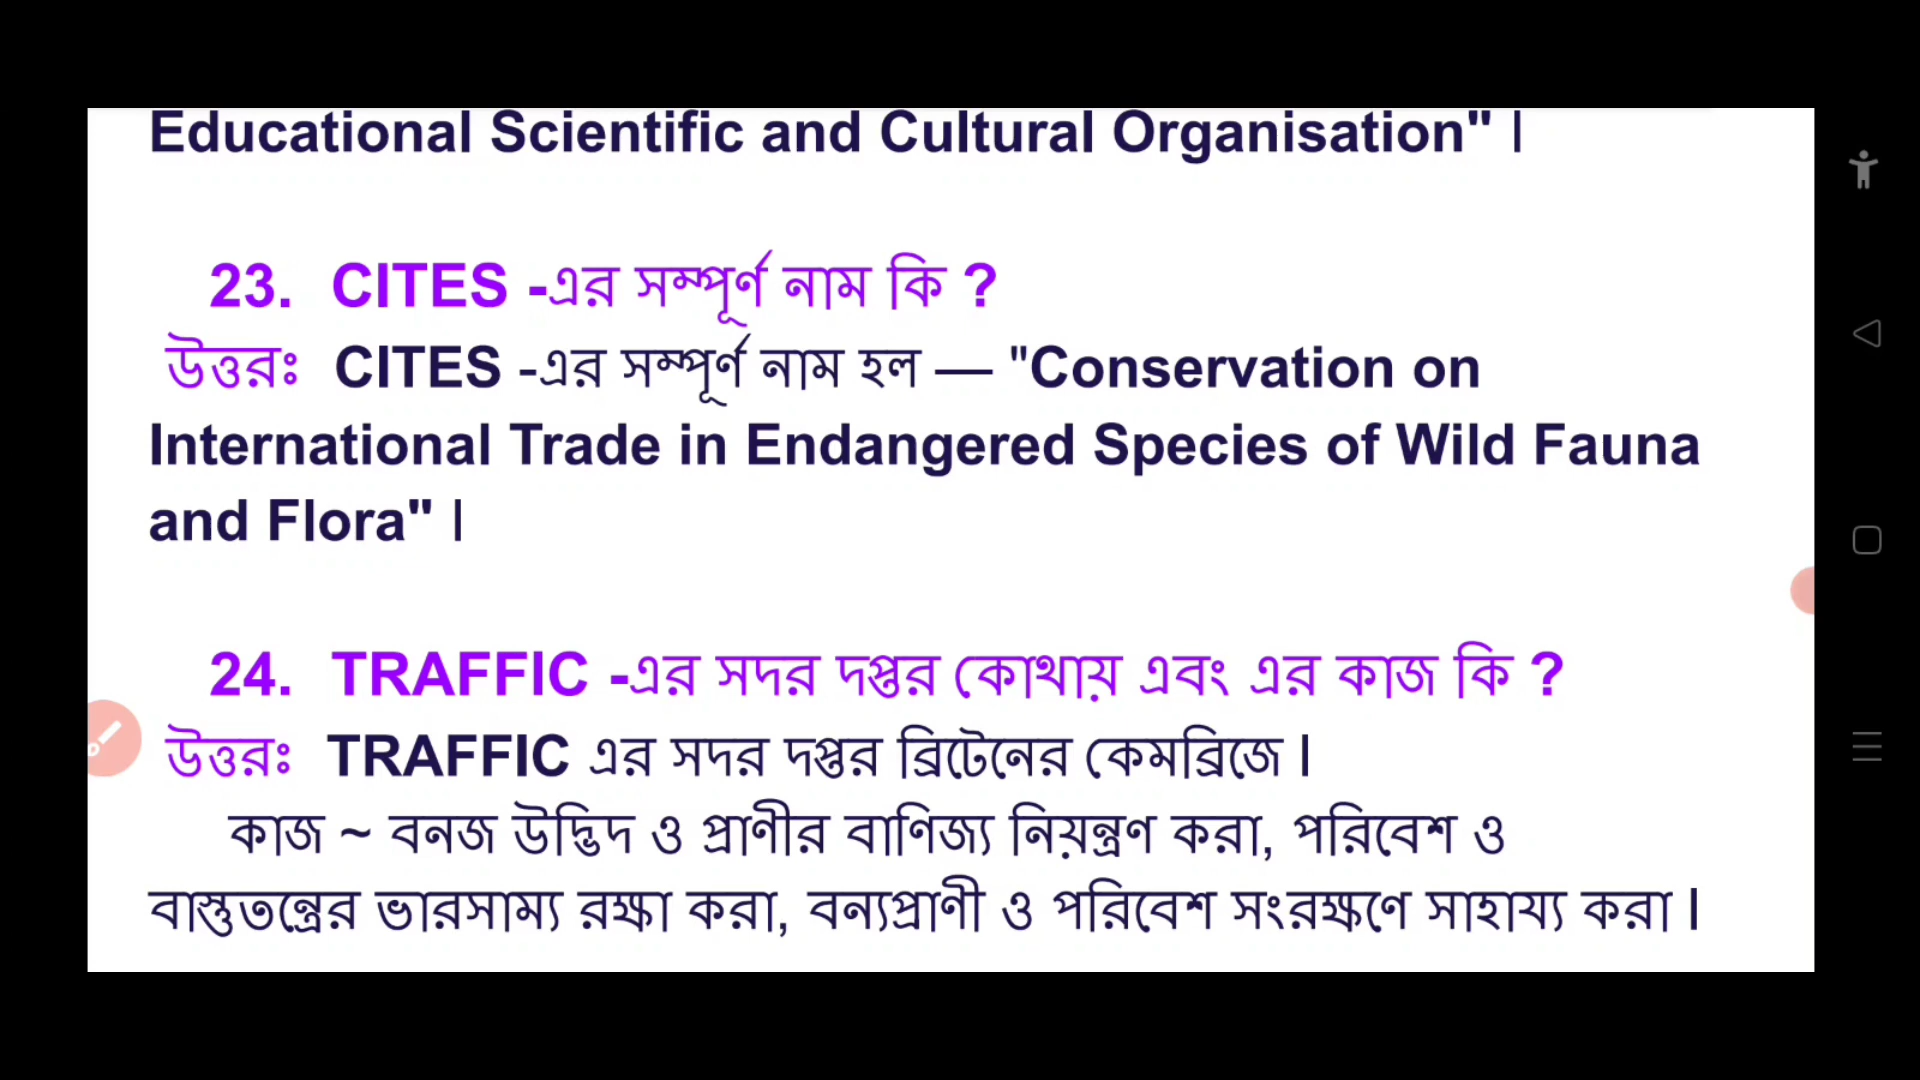 Educational Scientific and Cultural Organisation" |
23. CITES -এর সম্পূর্ণ নাম কি ?
উত্তরঃ CITES -এর সম্পূর্ণ নাম হল — "Conservation on
International Trade in Endangered Species of Wild Fauna
and Flora" |
24. TRAFFIC -এর সদর দপ্তর কোথায় এবং এর কাজ কি ?
উত্তরঃ TRAFFIC এর সদর দপ্তর ব্রিটেনের কেমব্রিজে |
কাজ ~ বনজ উদ্ভিদ ও প্রাণীর বাণিজ্য নিয়ন্ত্রণ করা, পরিবেশ ও
বাস্তুতন্ত্রের ভারসাম্য রক্ষা করা, বন্যপ্রাণী ও পরিবেশ সংরক্ষণে সাহায্য করা |